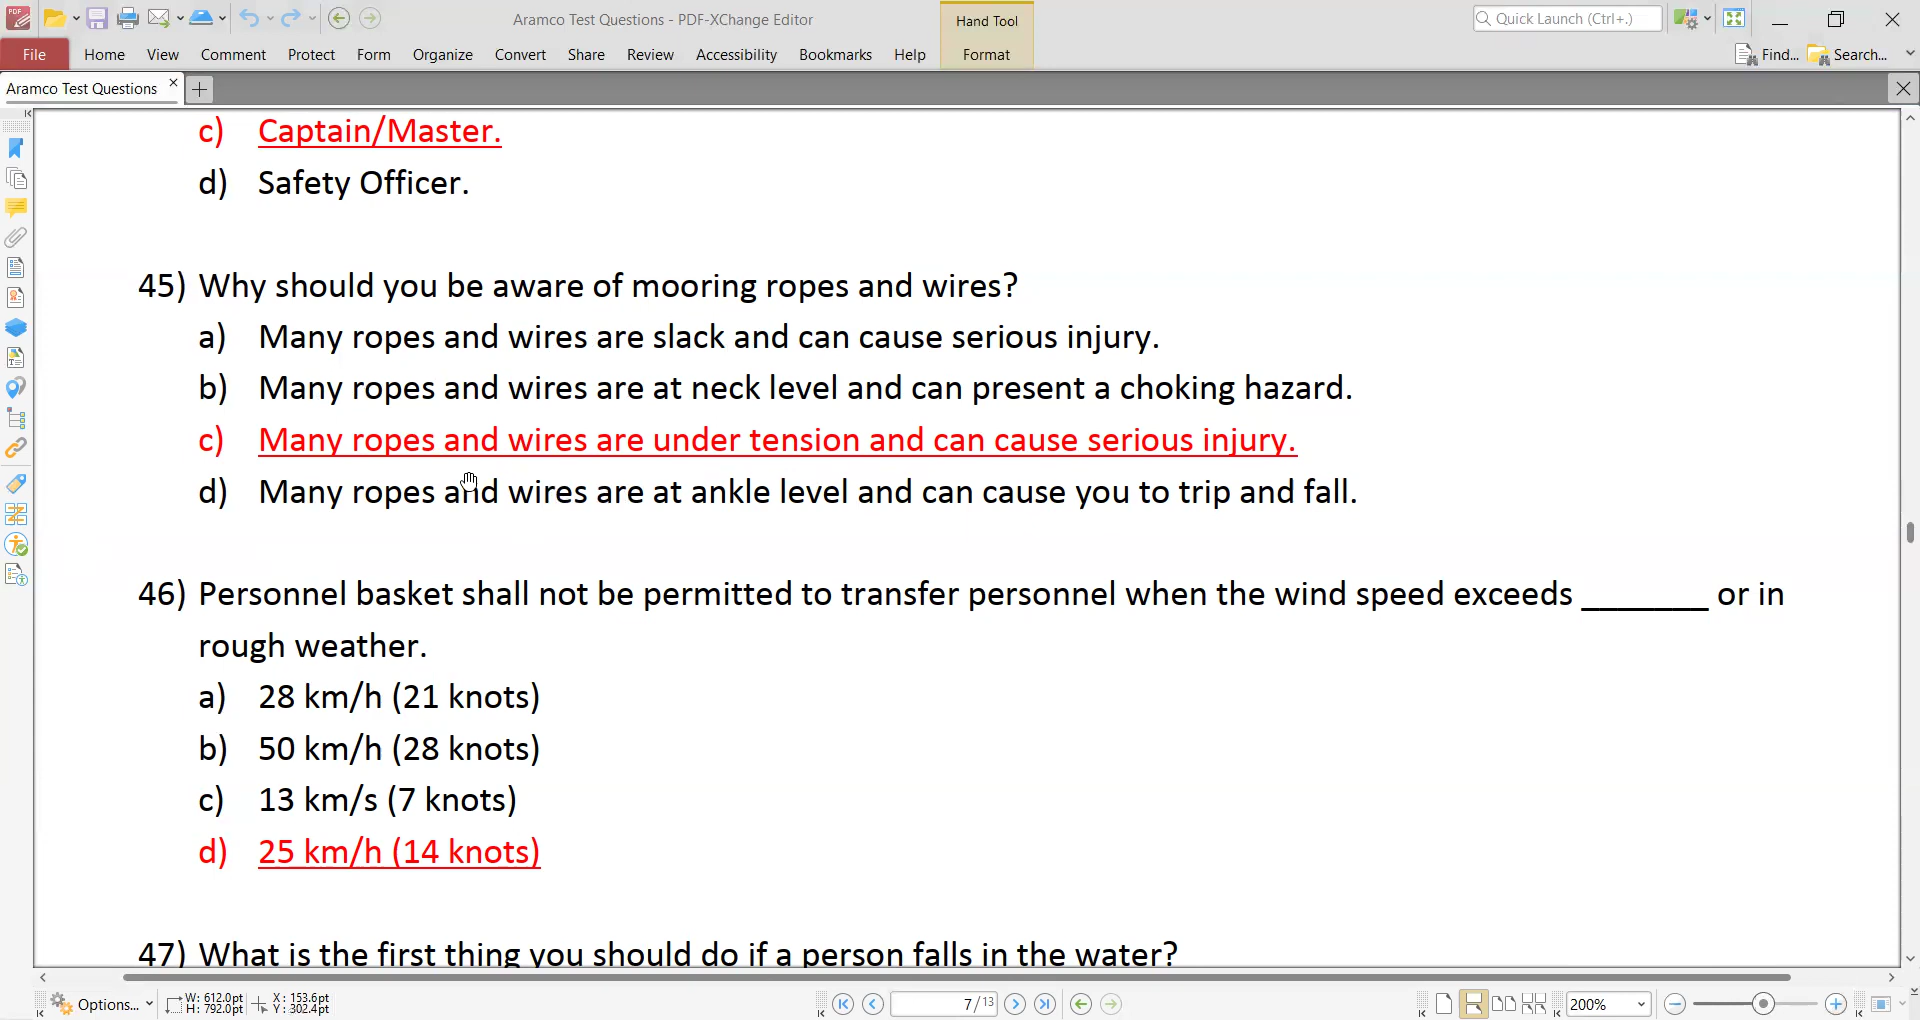 Aramco Test Questions - PDF-XChange Editor
Hand Tool
Quick Launch (Ctrl+.)
File Home View Comment Protect Form Organize Convert Share Review Accessibility Bookmarks Help Format
Find... Search...
Aramco Test Questions
c) Captain/Master.
d) Safety Officer.
45) Why should you be aware of mooring ropes and wires?
a) Many ropes and wires are slack and can cause serious injury.
b) Many ropes and wires are at neck level and can present a choking hazard.
c) Many ropes and wires are under tension and can cause serious injury.
d) Many ropes and wires are at ankle level and can cause you to trip and fall.
46) Personnel basket shall not be permitted to transfer personnel when the wind speed exceeds _______ or in
rough weather.
a) 28 km/h (21 knots)
b) 50 km/h (28 knots)
c) 13 km/s (7 knots)
d) 25 km/h (14 knots)
47) What is the first thing you should do if a person falls in the water?
Options...
W: 612.0pt
H: 792.0pt
X: 153.6pt
Y: 302.4pt
7/13
200%